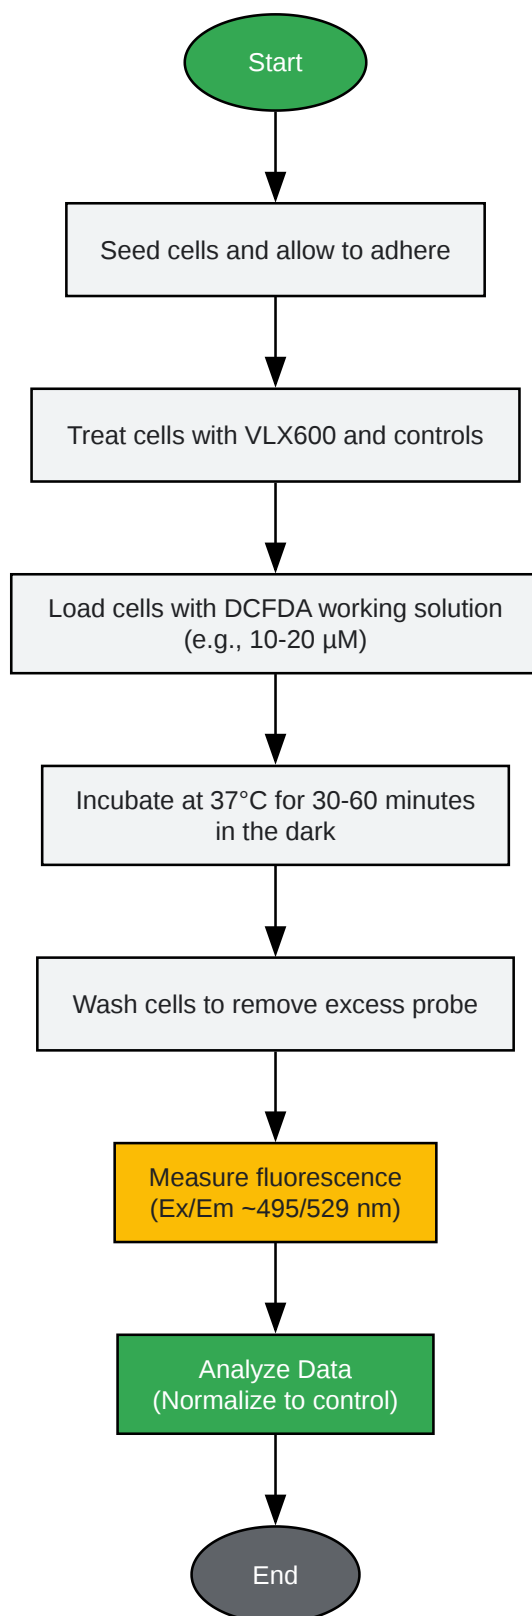 Start
Seed cells and allow to adhere
Treat cells with VLX600 and controls
Load cells with DCFDA working solution
(e.g., 10-20 µM)
Incubate at 37°C for 30-60 minutes
in the dark
Wash cells to remove excess probe
Measure fluorescence
(Ex/Em ~495/529 nm)
Analyze Data
(Normalize to control)
End